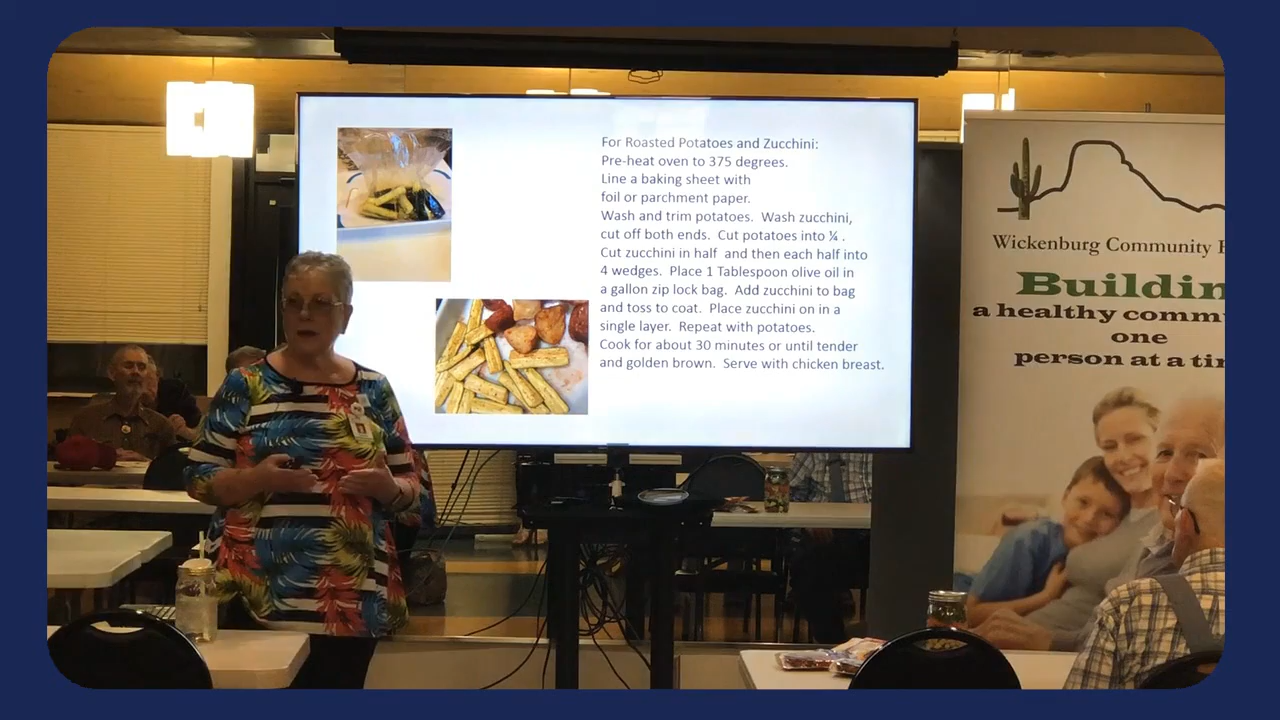 For Roasted Potatoes and Zucchini:
Pre-heat oven to 375 degrees.
Line a baking sheet with
foil or parchment paper.
Wash and trim potatoes.  Wash zucchini,
cut off both ends.  Cut potatoes into ¼ .
Cut zucchini in half  and then each half into
4 wedges.  Place 1 Tablespoon olive oil in
a gallon zip lock bag.  Add zucchini to bag
and toss to coat.  Place zucchini on in a
single layer.  Repeat with potatoes.
Cook for about 30 minutes or until tender
and golden brown.  Serve with chicken breast.
Wickenburg Community
Buildin
a healthy commu
one
person at a ti